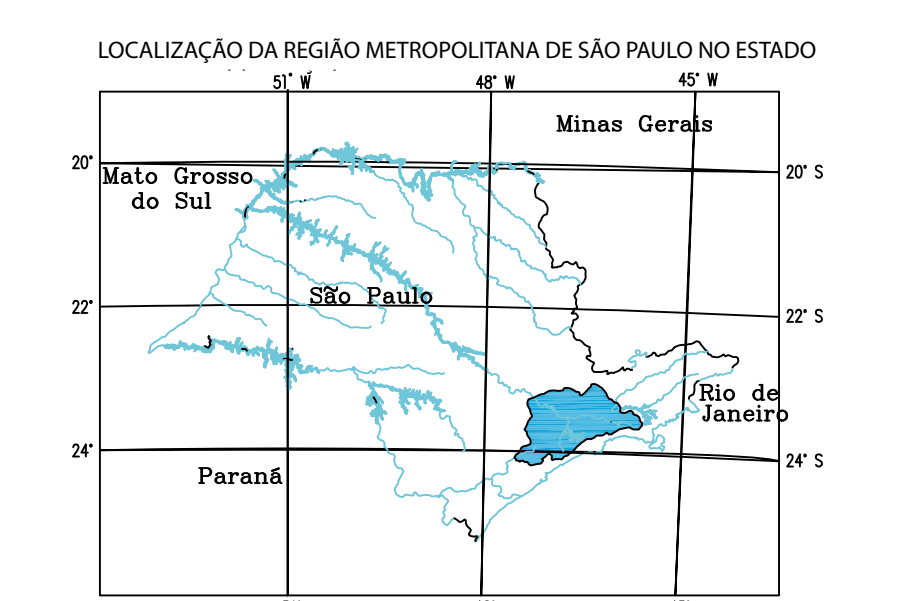 LOCALIZAÇÃO DA REGIÃO METROPOLITANA DE SÃO PAULO NO ESTADO
51° W 48° W 45° W
Minas Gerais
20° 20° S
Mato Grosso
do Sul
São Paulo
22' 22° S
Rio de
Janeiro
24° 24° S
Paraná